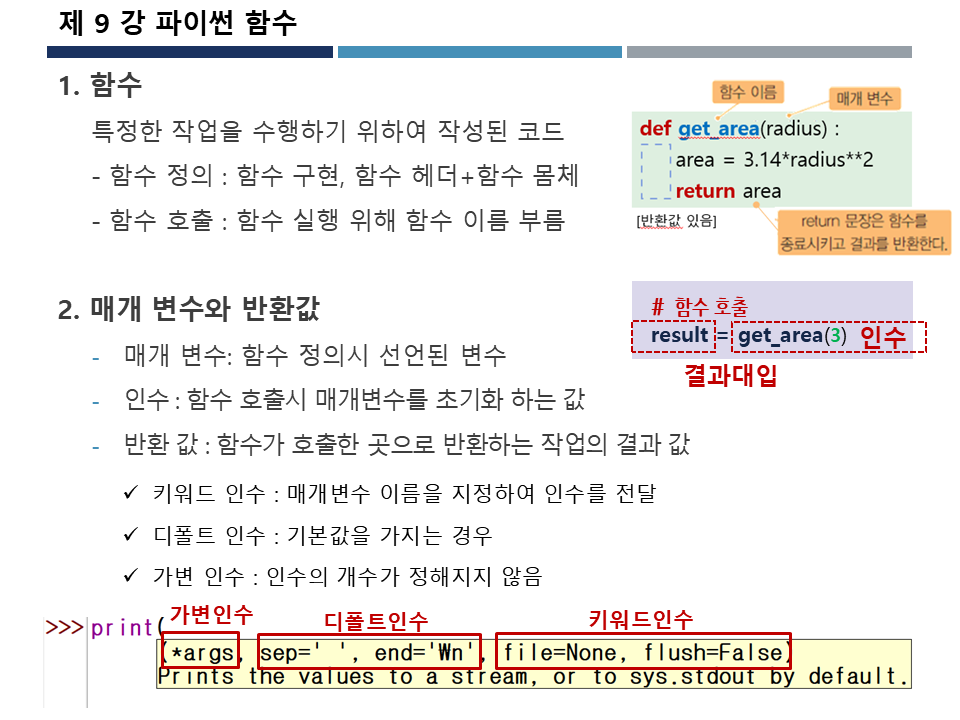 제 9 강 파이썬 함수
1. 함수
특정한 작업을 수행하기 위하여 작성된 코드
- 함수 정의 : 함수 구현, 함수 헤더+함수 몸체
- 함수 호출 : 함수 실행 위해 함수 이름 부름
함수 이름
매개 변수
def get_area(radius) :
area = 3.14*radius**2
return area
[반환값 있음]
return 문장은 함수를
종료시키고 결과를 반환한다.
2. 매개 변수와 반환값
- 매개 변수: 함수 정의시 선언된 변수
- 인수 : 함수 호출시 매개변수를 초기화 하는 값
- 반환 값 : 함수가 호출한 곳으로 반환하는 작업의 결과 값
✓ 키워드 인수 : 매개변수 이름을 지정하여 인수를 전달
✓ 디폴트 인수 : 기본값을 가지는 경우
✓ 가변 인수 : 인수의 개수가 정해지지 않음
# 함수 호출
result = get_area(3) 인수
결과대입
가변인수 디폴트인수 키워드인수
>>> print(
(*args, sep=' ', end='₩n', file=None, flush=False)
Prints the values to a stream, or to sys.stdout by default.